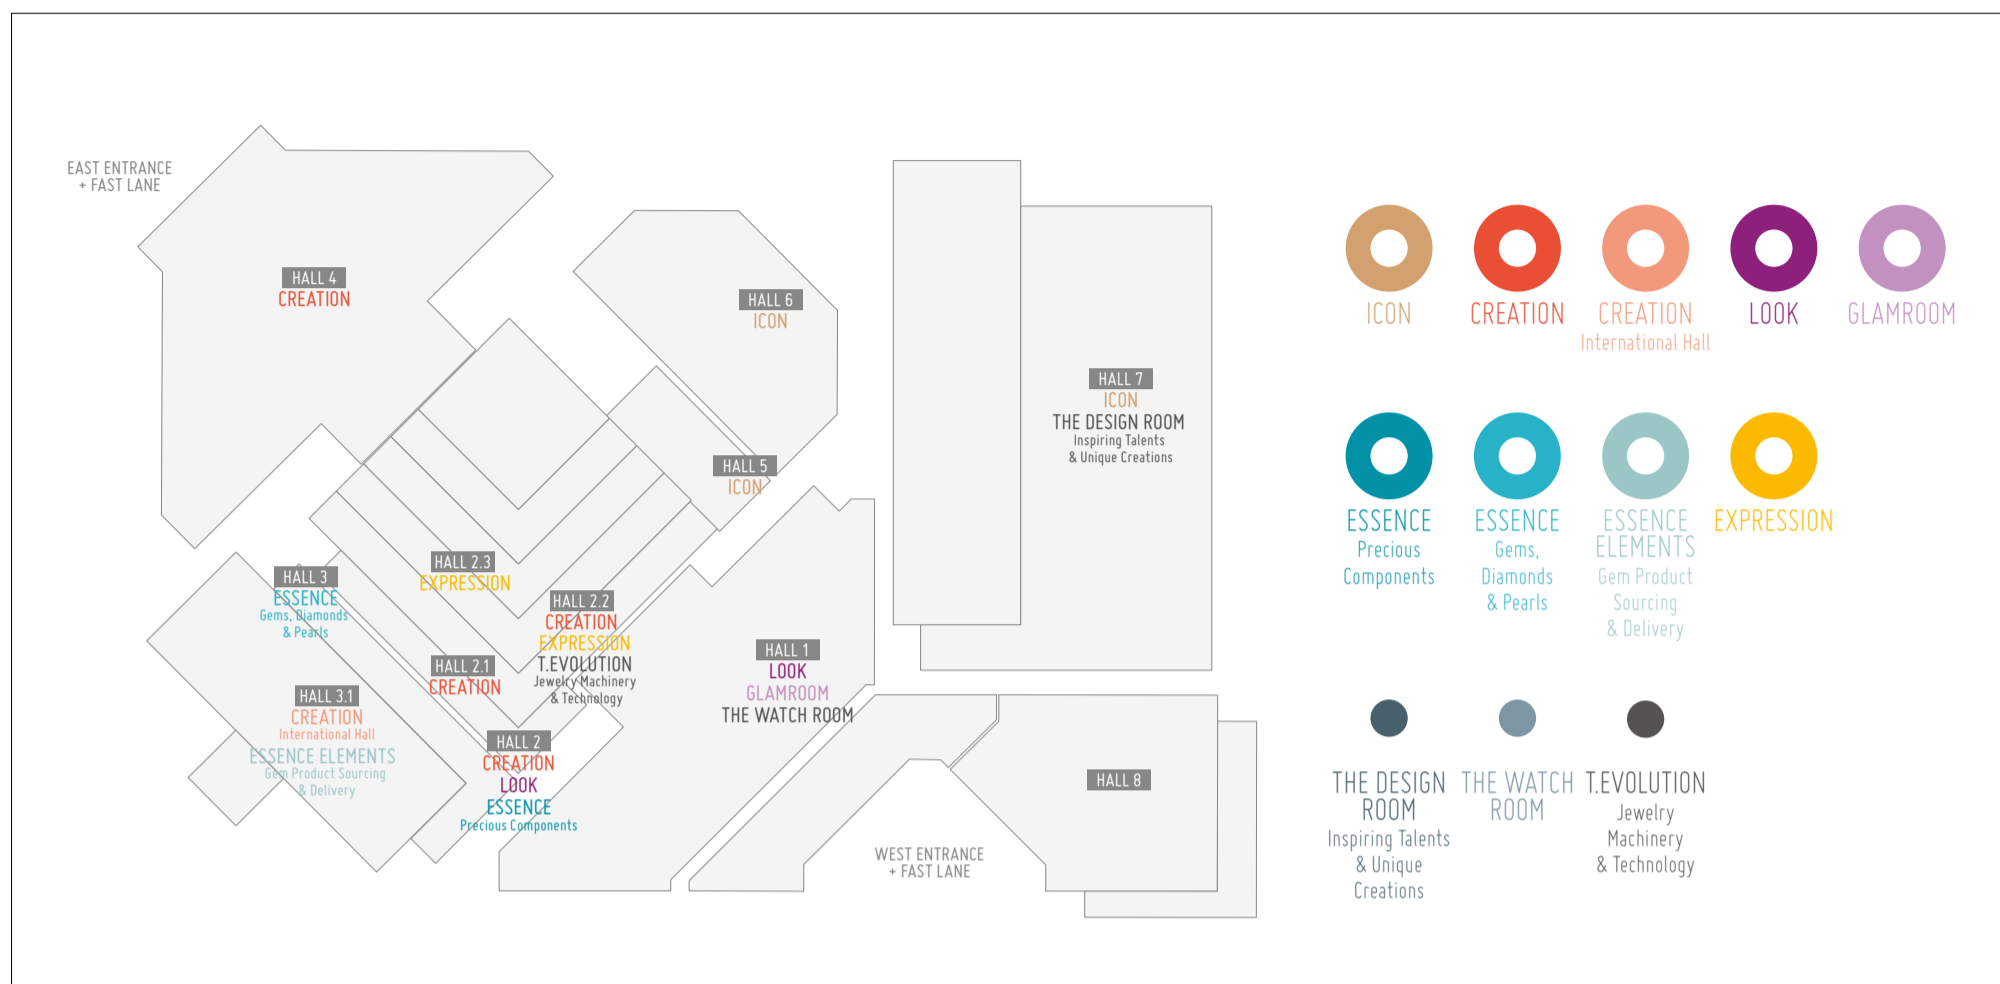 EAST ENTRANCE
+ FAST LANE
HALL 4
CREATION
HALL 6
ICON
HALL 5
ICON
HALL 7
ICON
THE DESIGN ROOM
Inspiring Talents
& Unique Creations
HALL 2.3
EXPRESSION
HALL 3
ESSENCE
Gems, Diamonds
& Pearls
HALL 2.2
CREATION
EXPRESSION
T.EVOLUTION
Jewelry Machinery
& Technology
HALL 2.1
CREATION
HALL 1
LOOK
GLAMROOM
THE WATCH ROOM
HALL 3.1
CREATION
International Hall
ESSENCE ELEMENTS
Gem Product Sourcing
& Delivery
HALL 2
CREATION
LOOK
ESSENCE
Precious Components
HALL 8
WEST ENTRANCE
+ FAST LANE
ICON
CREATION
CREATION
International Hall
LOOK
GLAMROOM
ESSENCE
Precious
Components
ESSENCE
Gems,
Diamonds
& Pearls
ESSENCE
ELEMENTS
Gem Product
Sourcing
& Delivery
EXPRESSION
THE DESIGN
ROOM
Inspiring Talents
& Unique
Creations
THE WATCH
ROOM
T.EVOLUTION
Jewelry
Machinery
& Technology